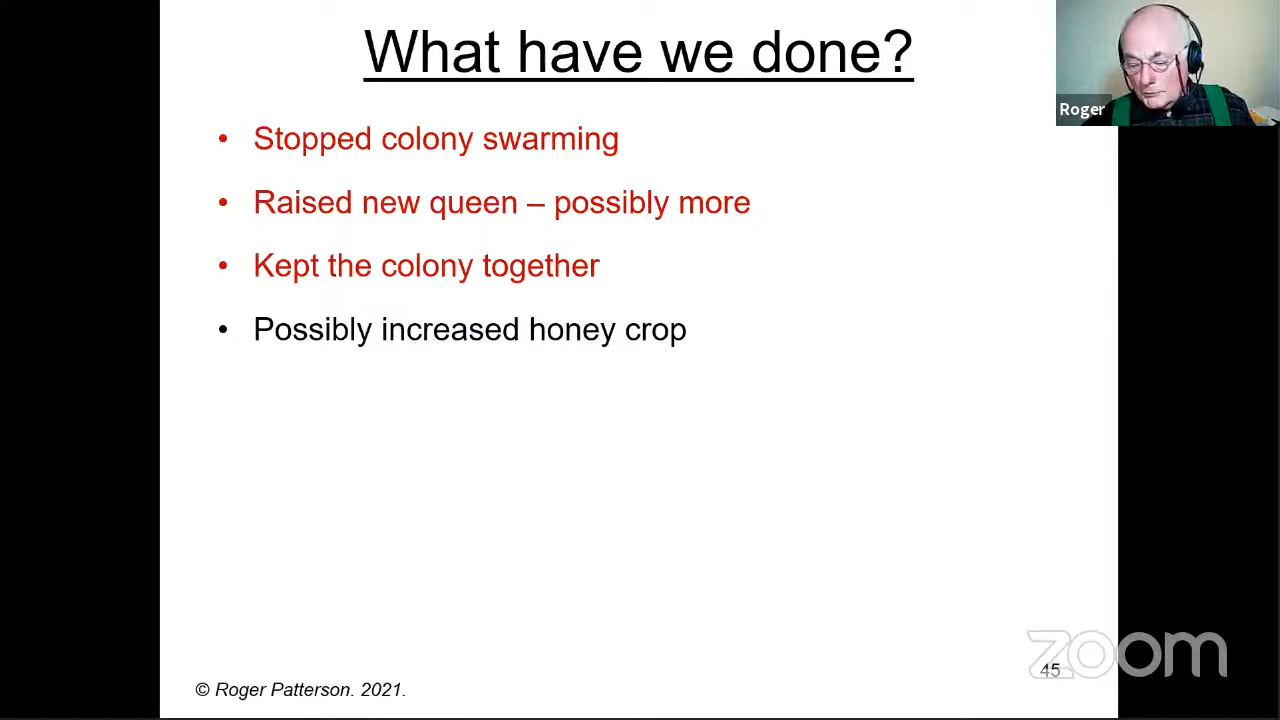 What have we done?
Roger
• Stopped colony swarming
• Raised new queen – possibly more
• Kept the colony together
• Possibly increased honey crop
zoom
45
© Roger Patterson. 2021.